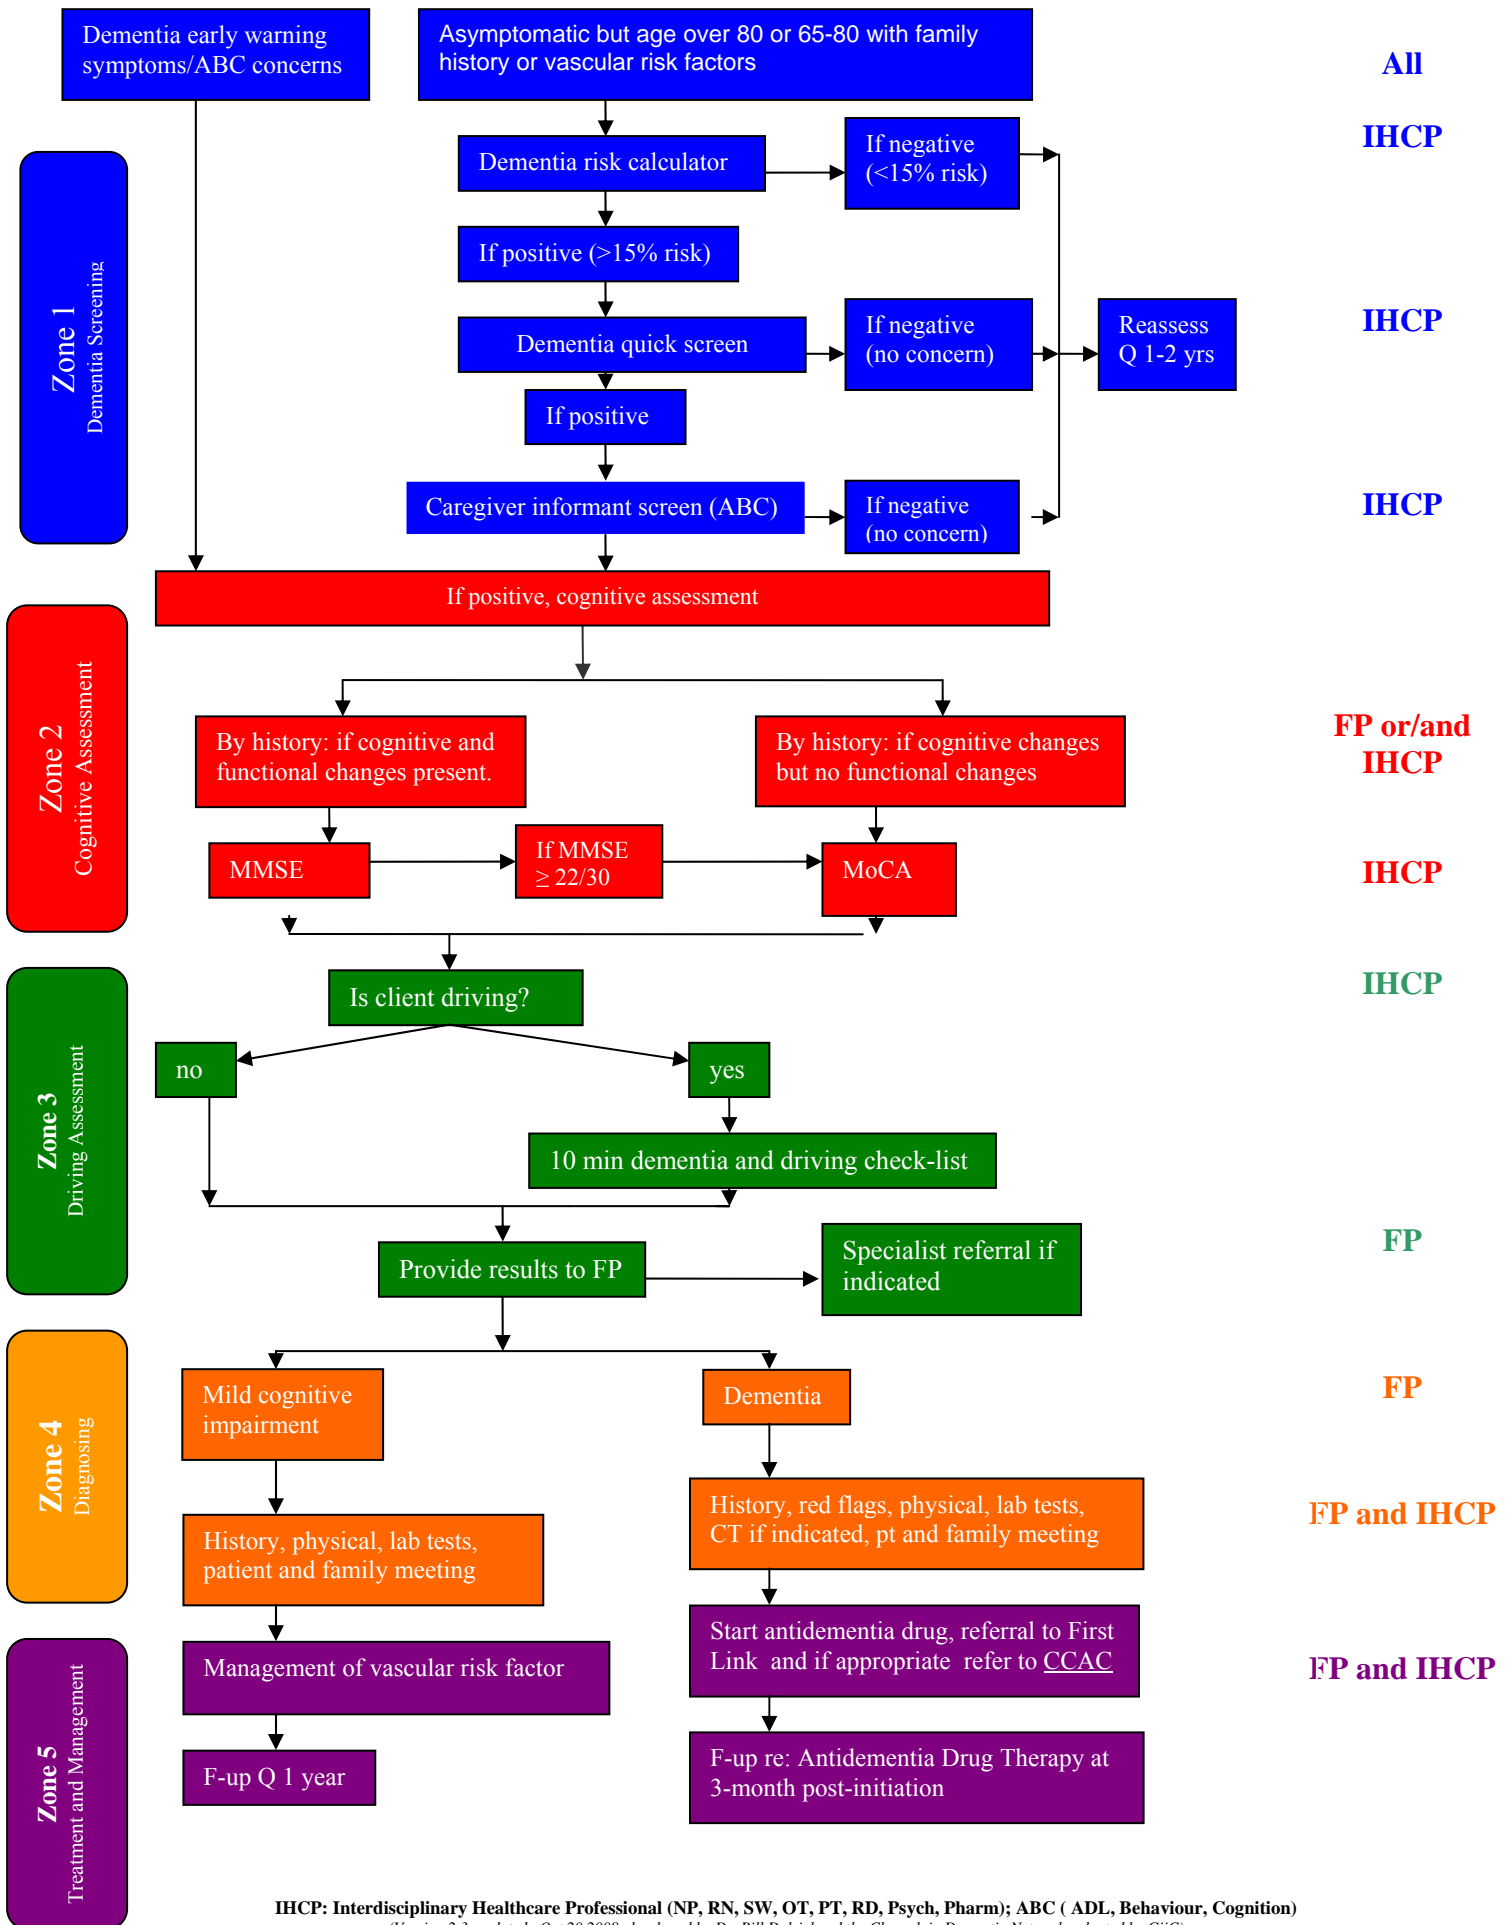 Dementia early warning
symptoms/ABC concerns
Asymptomatic but age over 80 or 65-80 with family
history or vascular risk factors
All
Dementia risk calculator
If negative
(<15% risk)
IHCP
If positive (>15% risk)
Zone 1
Dementia Screening
Dementia quick screen
If negative
(no concern)
Reassess
Q 1-2 yrs
IHCP
If positive
Caregiver informant screen (ABC)
If negative
(no concern)
IHCP
If positive, cognitive assessment
Zone 2
Cognitive Assessment
By history: if cognitive and
functional changes present.
By history: if cognitive changes
but no functional changes
FP or/and
IHCP
MMSE
If MMSE
≥ 22/30
MoCA
IHCP
Is client driving?
IHCP
Zone 3
Driving Assessment
no
yes
10 min dementia and driving check-list
Provide results to FP
Specialist referral if
indicated
FP
Zone 4
Diagnosing
Mild cognitive
impairment
Dementia
FP
History, physical, lab tests,
patient and family meeting
History, red flags, physical, lab tests,
CT if indicated, pt and family meeting
FP and IHCP
Zone 5
Treatment and Management
Management of vascular risk factor
Start antidementia drug, referral to First
Link and if appropriate refer to CCAC
FP and IHCP
F-up Q 1 year
F-up re: Antidementia Drug Therapy at
3-month post-initiation
IHCP: Interdisciplinary Healthcare Professional (NP, RN, SW, OT, PT, RD, Psych, Pharm); ABC ( ADL, Behaviour, Cognition)